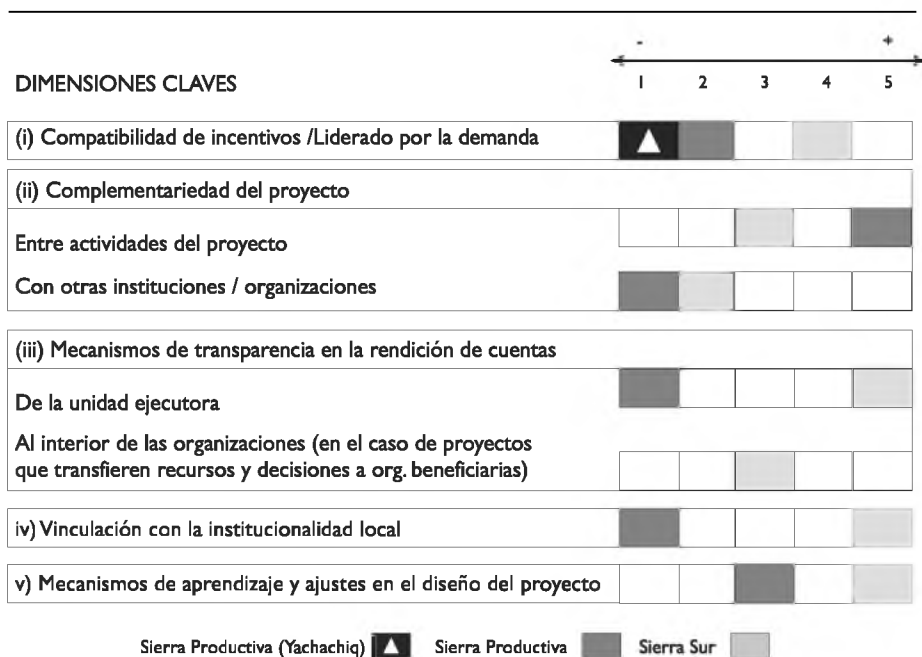 - +
DIMENSIONES CLAVES 1 2 3 4 5
(i) Compatibilidad de incentivos /Liderado por la demanda
(ii) Complementariedad del proyecto
Entre actividades del proyecto
Con otras instituciones / organizaciones
(iii) Mecanismos de transparencia en la rendición de cuentas
De la unidad ejecutora
Al interior de las organizaciones (en el caso de proyectos
que transfieren recursos y decisiones a org. beneficiarias)
iv) Vinculación con la institucionalidad local
v) Mecanismos de aprendizaje y ajustes en el diseño del proyecto
Sierra Productiva (Yachachiq) Sierra Productiva Sierra Sur